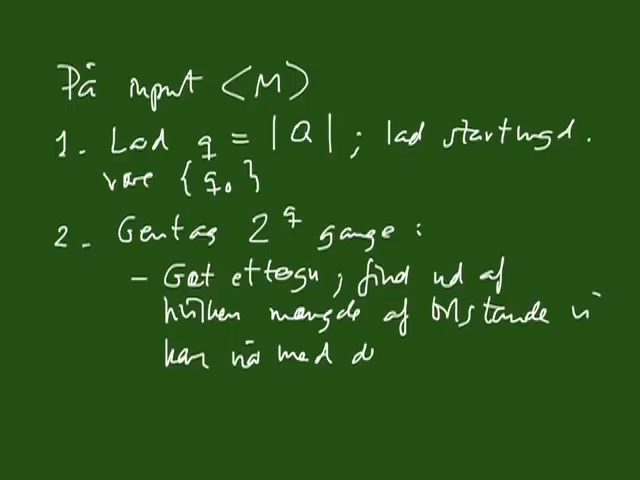 På input <M>
1. Lad q = |Q| ; lad startmgd.
være {q₀}
2. Gentag 2^q gange :
- Gæt et tegn ; find ud af
hvilken mængde af tilstande vi
kan nå med d